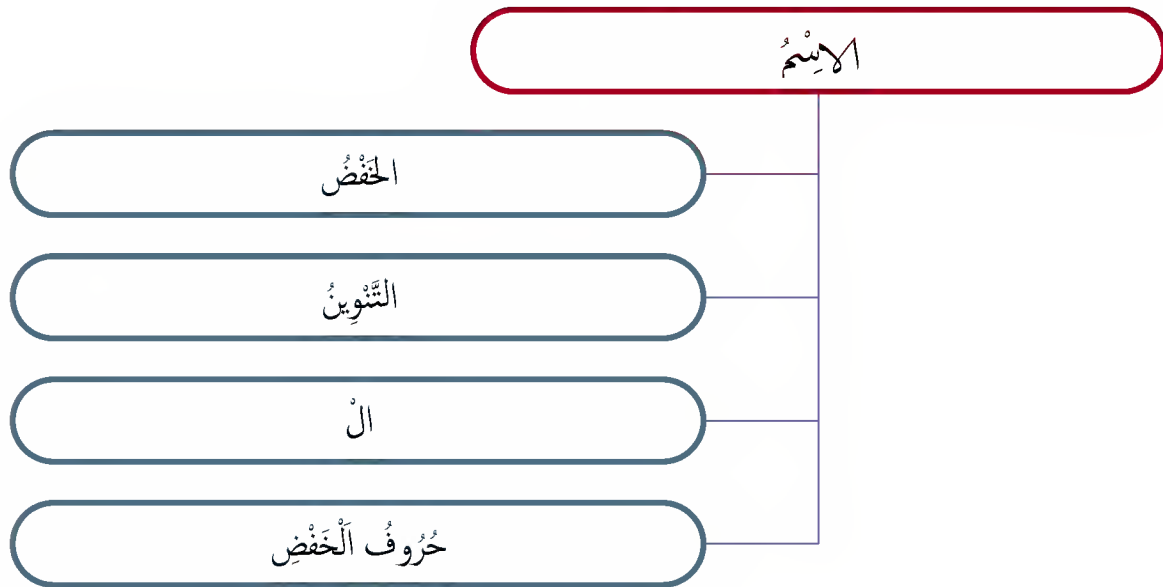 الاِسْمُ
الخَفْضُ
التَّنْوِينُ
الْ
حُرُوفُ اَلْخَفْضِ